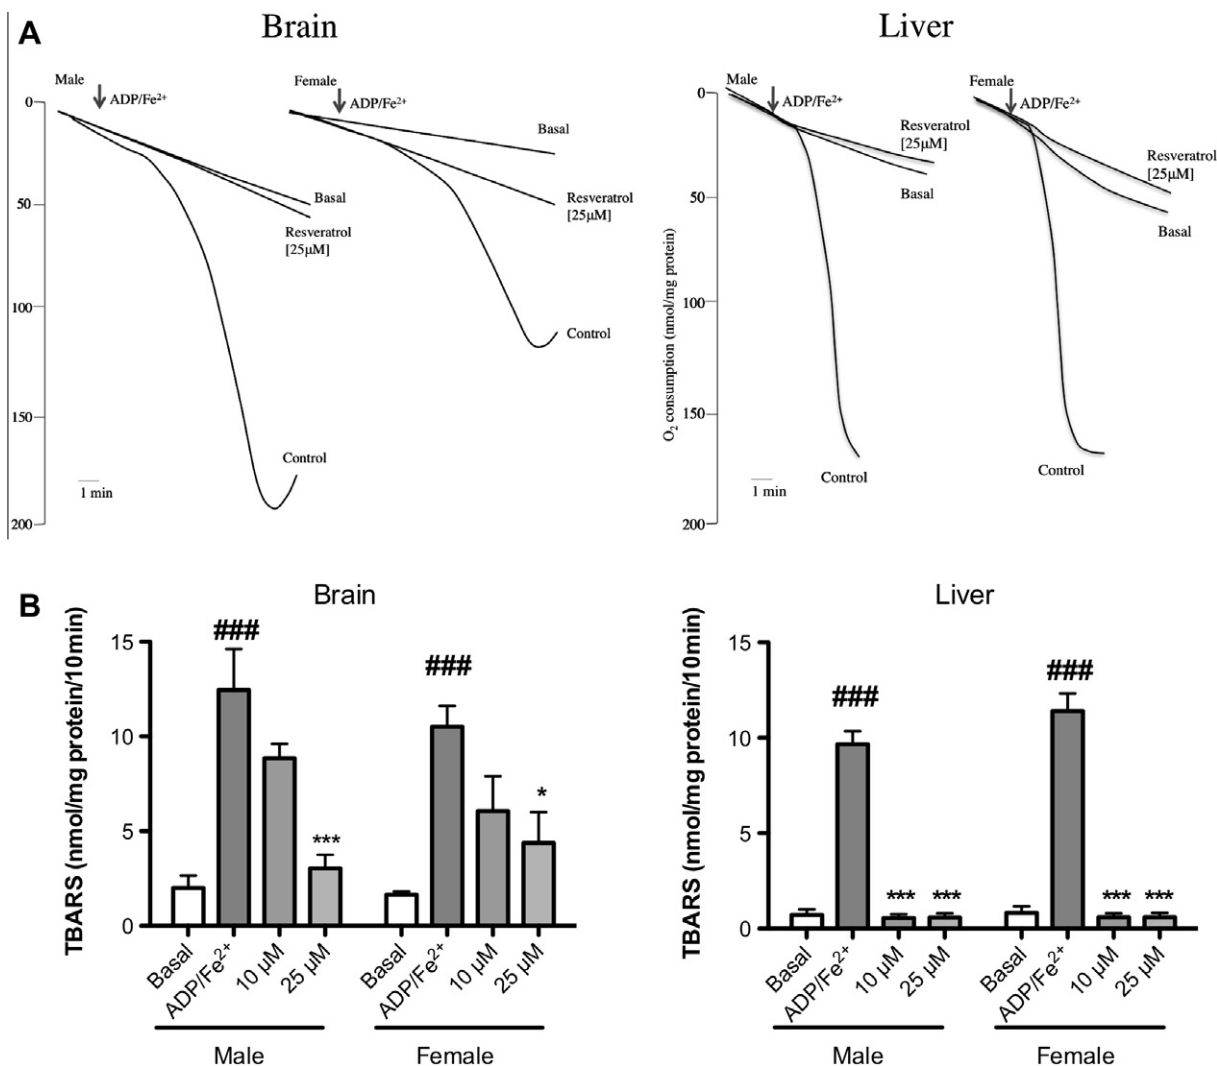 A
Brain
Liver
Male
ADP/Fe²⁺
Female
ADP/Fe²⁺
Basal
Resveratrol
[25µM]
Basal
Resveratrol
[25µM]
Control
Control
1 min
0
50
100
150
200
Male
ADP/Fe²⁺
Female
ADP/Fe²⁺
Resveratrol
[25µM]
Basal
Resveratrol
[25µM]
Basal
Control
Control
1 min
O₂ consumption (nmol/mg protein)
0
50
100
150
200
B
Brain
TBARS (nmol/mg protein/10min)
15
10
5
0
###
***
###
*
Basal
ADP/Fe²⁺
10 µM
25 µM
Basal
ADP/Fe²⁺
10 µM
25 µM
Male
Female
Liver
TBARS (nmol/mg protein/10min)
15
10
5
0
###
***
***
###
***
***
Basal
ADP/Fe²⁺
10 µM
25 µM
Basal
ADP/Fe²⁺
10 µM
25 µM
Male
Female